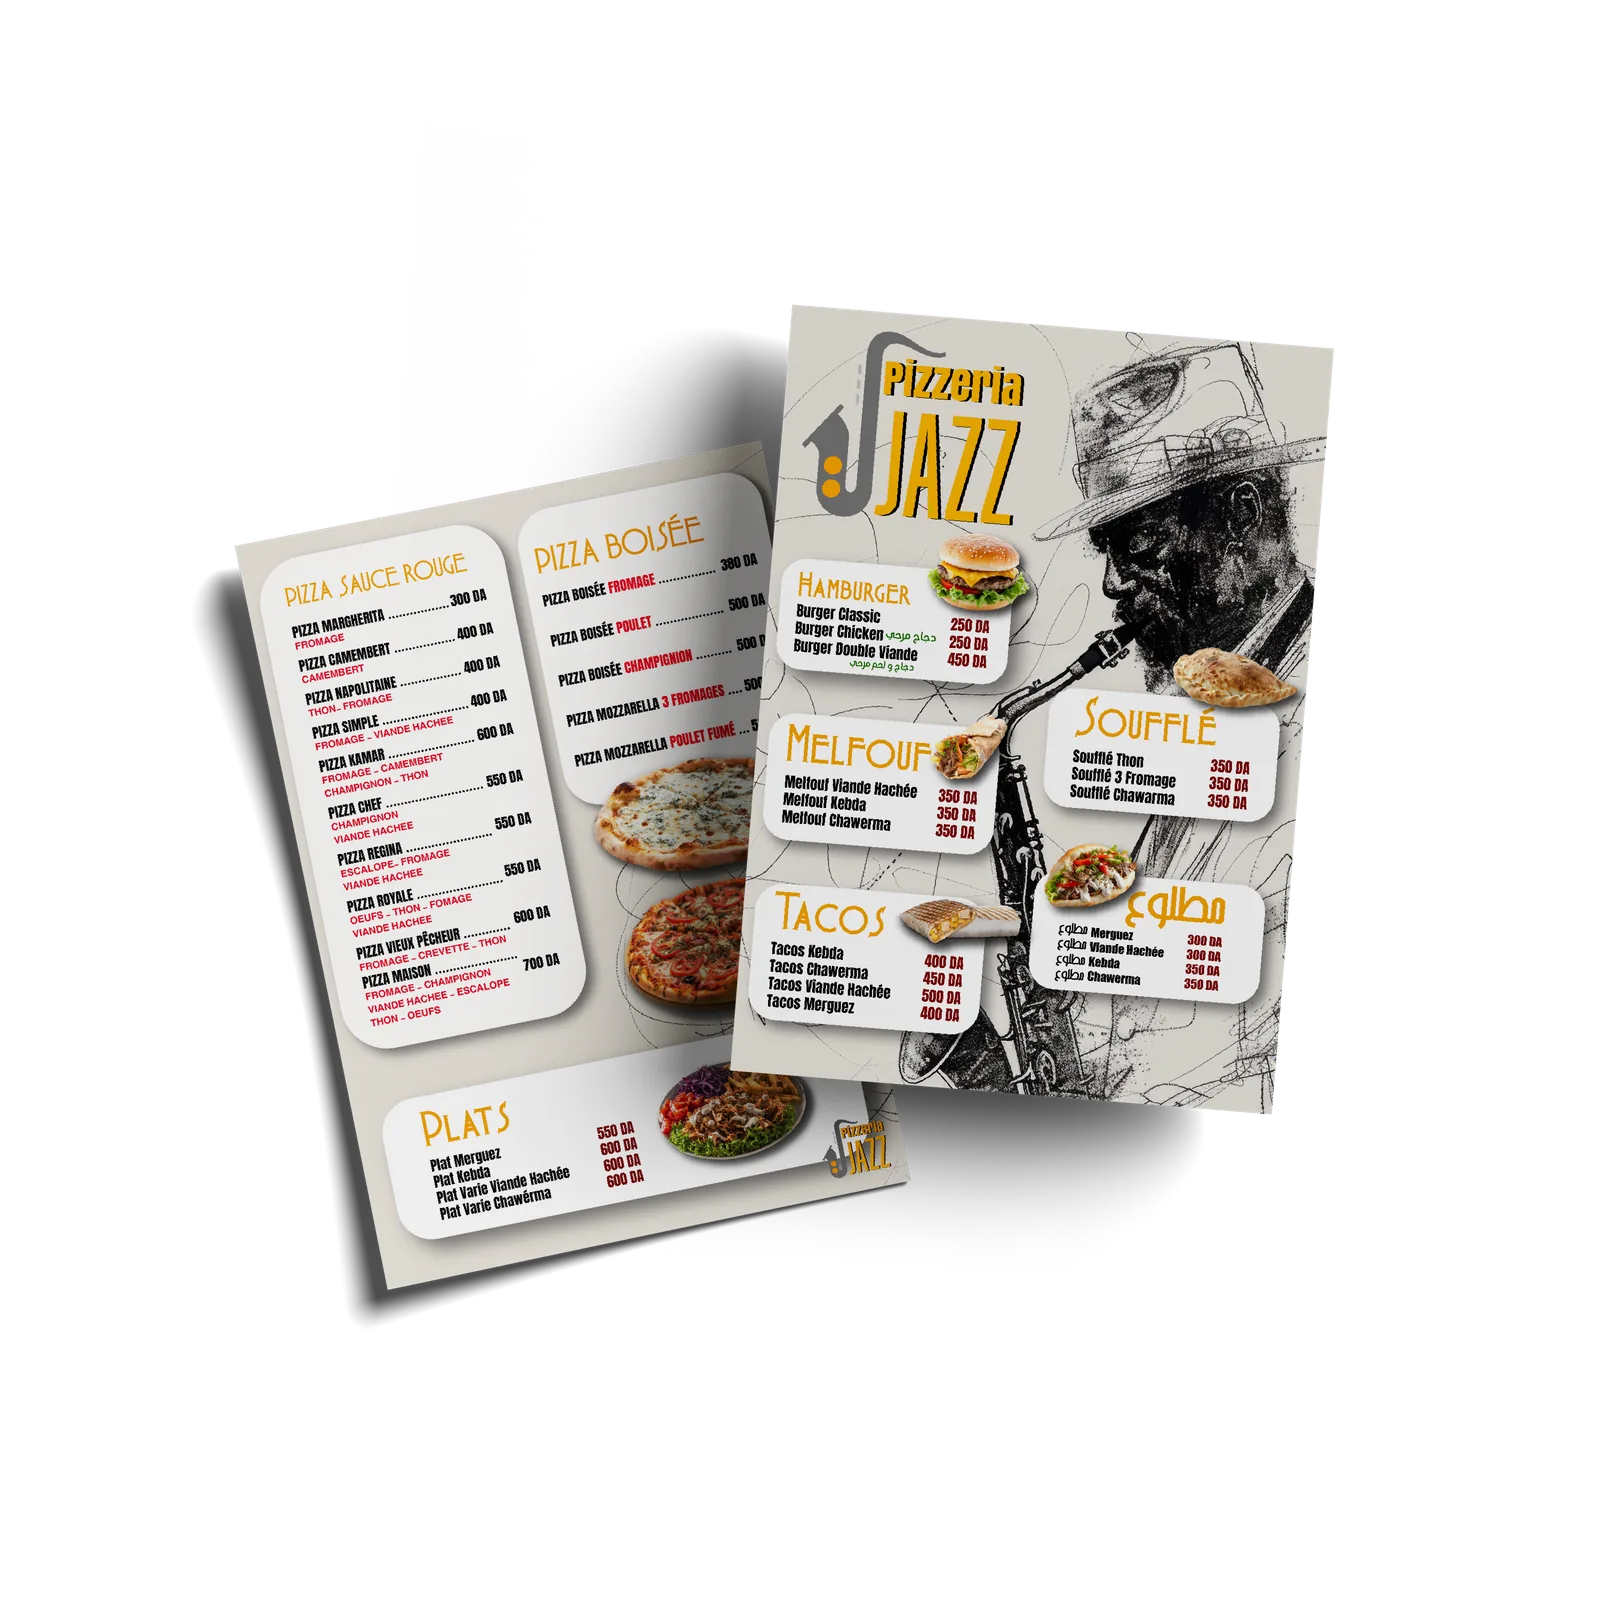 PIZZA SAUCE ROUGE
PIZZA MARGHERITA ................ 300 DA
FROMAGE
PIZZA CAMEMBERT ................ 400 DA
CAMEMBERT
PIZZA NAPOLITAINE ................ 400 DA
THON- FROMAGE
PIZZA SIMPLE ................ 400 DA
FROMAGE - VIANDE HACHEE
PIZZA KAMAR ................ 600 DA
FROMAGE - CAMEMBERT
CHAMPIGNON - THON
PIZZA CHEF ................ 550 DA
CHAMPIGNON
VIANDE HACHEE
PIZZA REGINA ................ 550 DA
ESCALOPE- FROMAGE
VIANDE HACHEE
PIZZA ROYALE ................ 550 DA
OEUFS - THON - FOMAGE
VIANDE HACHEE
PIZZA VIEUX PÊCHEUR ............ 600 DA
FROMAGE - CREVETTE - THON
PIZZA MAISON ................ 700 DA
FROMAGE - CHAMPIGNON
VIANDE HACHEE - ESCALOPE
THON - OEUFS
PIZZA BOISÉE
PIZZA BOISÉE FROMAGE ................ 380 DA
PIZZA BOISÉE POULET ................ 500 DA
PIZZA BOISÉE CHAMPIGNION ............ 500 D
PIZZA MOZZARELLA 3 FROMAGES .... 500
PIZZA MOZZARELLA POULET FUMÉ ...
PLATS
Plat Merguez 550 DA
Plat Kebda 600 DA
Plat Varie Viande Hachée 600 DA
Plat Varie Chawérma 600 DA
Pizzeria
JAZZ
Pizzeria
JAZZ
HAMBURGER
Burger Classic 250 DA
Burger Chicken دجاج مرحي 250 DA
Burger Double Viande 450 DA
دجاج و لحم مرحي
MELFOUF
Melfouf Viande Hachée 350 DA
Melfouf Kebda 350 DA
Melfouf Chawerma 350 DA
TACOS
Tacos Kebda 400 DA
Tacos Chawerma 450 DA
Tacos Viande Hachée 500 DA
Tacos Merguez 400 DA
SOUFFLÉ
Soufflé Thon 350 DA
Soufflé 3 Fromage 350 DA
Soufflé Chawarma 350 DA
مطلوع
مطلوع Merguez 300 DA
مطلوع Viande Hachée 300 DA
مطلوع Kebda 350 DA
مطلوع Chawerma 350 DA